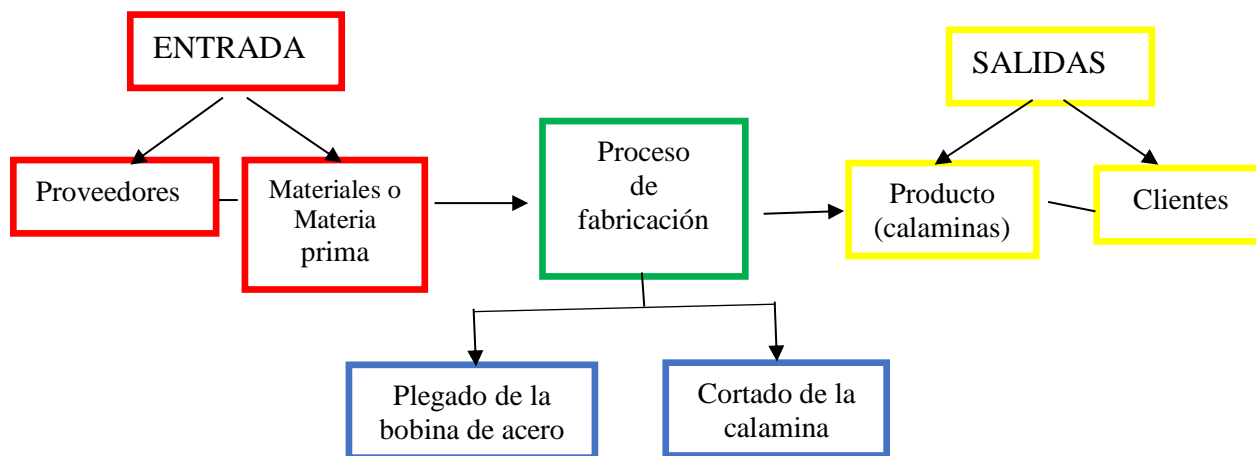 ENTRADA
SALIDAS
Proveedores
Materiales o
Materia
prima
Proceso
de
fabricación
Producto
(calaminas)
Clientes
Plegado de la
bobina de acero
Cortado de la
calamina